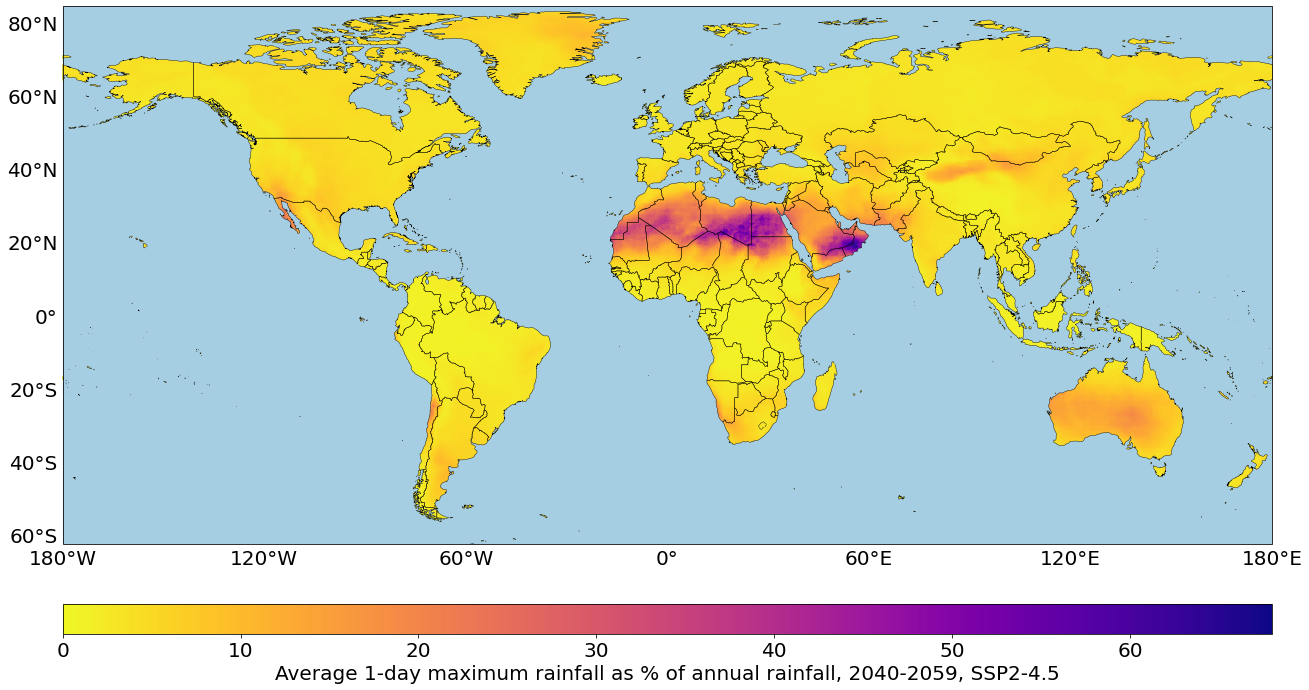 80°N
60°N
40°N
20°N
0°
20°S
40°S
60°S
180°W 120°W 60°W 0° 60°E 120°E 180°E
0 10 20 30 40 50 60
Average 1-day maximum rainfall as % of annual rainfall, 2040-2059, SSP2-4.5